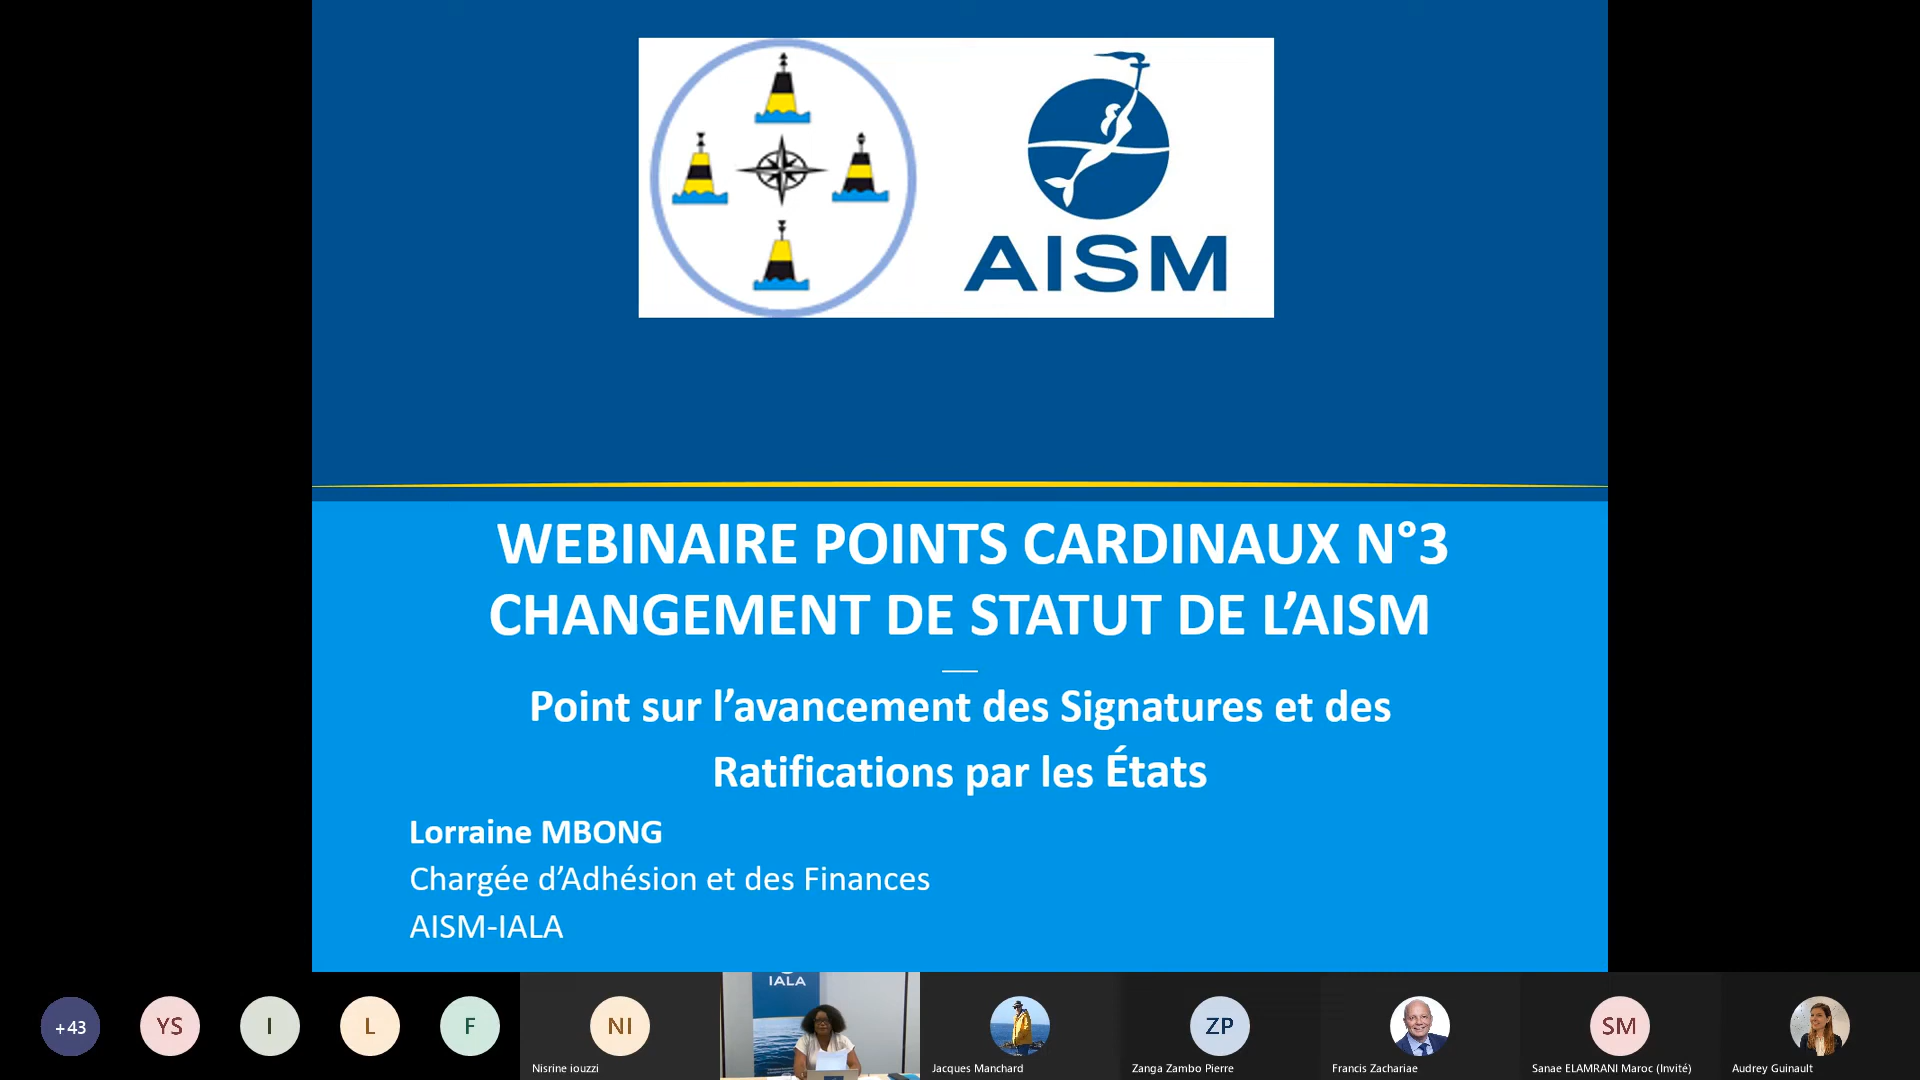 AISM
WEBINAIRE POINTS CARDINAUX N°3
CHANGEMENT DE STATUT DE L’AISM
Point sur l’avancement des Signatures et des
Ratifications par les États
Lorraine MBONG
Chargée d’Adhésion et des Finances
AISM-IALA
+43
YS
I
L
F
NI
Nisrine iouzzi
IALA
Jacques Manchard
ZP
Zanga Zambo Pierre
Francis Zachariae
SM
Sanae ELAMRANI Maroc (Invité)
Audrey Guinault